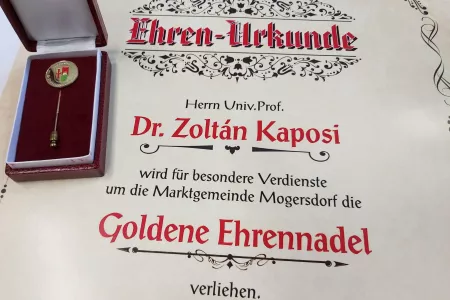 Ehren-Urkunde
Herrn Univ.Prof.
Dr. Zoltán Kaposi
wird für besondere Verdienste
um die Marktgemeinde Mogersdorf die
Goldene Ehrennadel
verliehen.